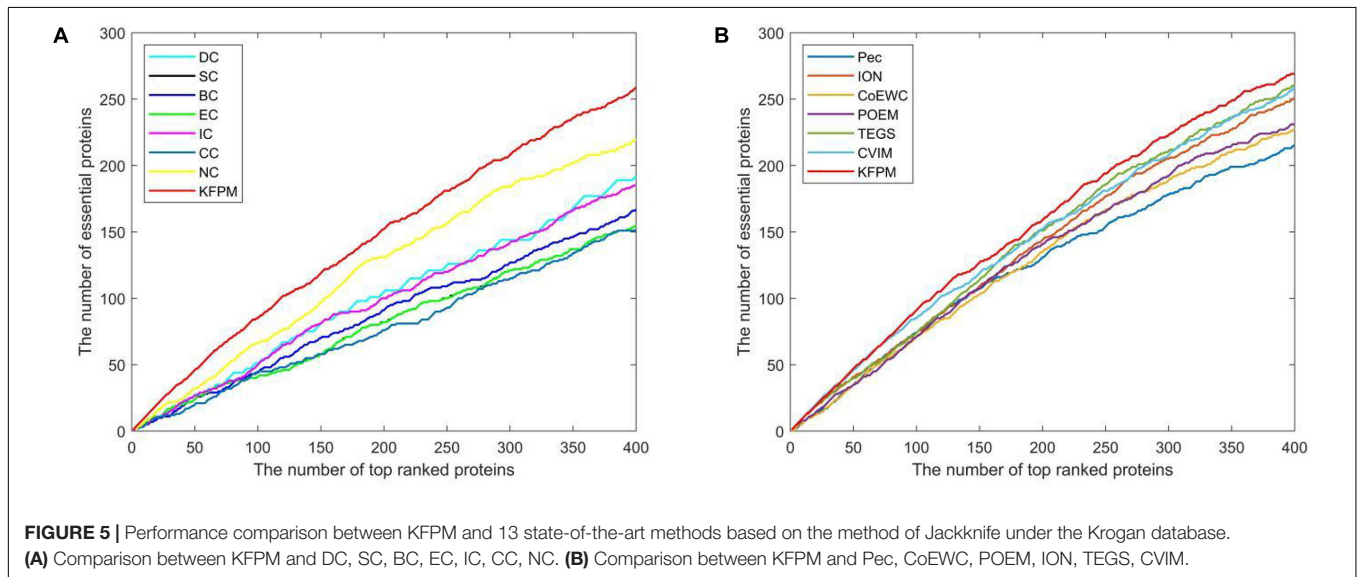 A
300
250
200
150
100
50
0
The number of essential proteins
DC
SC
BC
EC
IC
CC
NC
KFPM
0 50 100 150 200 250 300 350 400
The number of top ranked proteins
B
300
250
200
150
100
50
0
The number of essential proteins
Pec
ION
CoEWC
POEM
TEGS
CVIM
KFPM
0 50 100 150 200 250 300 350 400
The number of top ranked proteins
FIGURE 5 | Performance comparison between KFPM and 13 state-of-the-art methods based on the method of Jackknife under the Krogan database.
(A) Comparison between KFPM and DC, SC, BC, EC, IC, CC, NC. (B) Comparison between KFPM and Pec, CoEWC, POEM, ION, TEGS, CVIM.